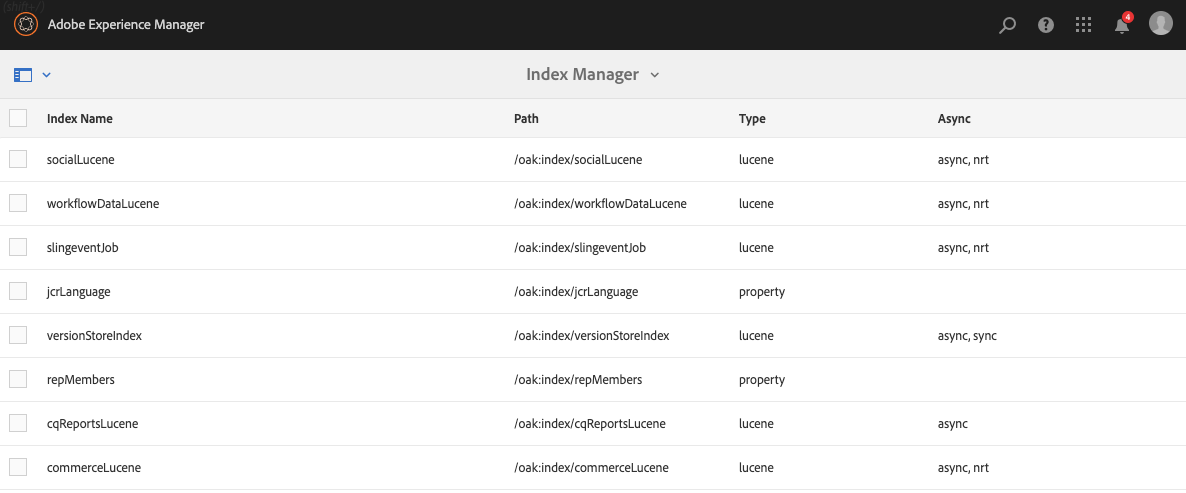 (shift+/)
Adobe Experience Manager
4
Index Manager
Index Name Path Type Async
socialLucene /oak:index/socialLucene lucene async, nrt
workflowDataLucene /oak:index/workflowDataLucene lucene async, nrt
slingeventJob /oak:index/slingeventJob lucene async, nrt
jcrLanguage /oak:index/jcrLanguage property
versionStoreIndex /oak:index/versionStoreIndex lucene async, sync
repMembers /oak:index/repMembers property
cqReportsLucene /oak:index/cqReportsLucene lucene async
commerceLucene /oak:index/commerceLucene lucene async, nrt